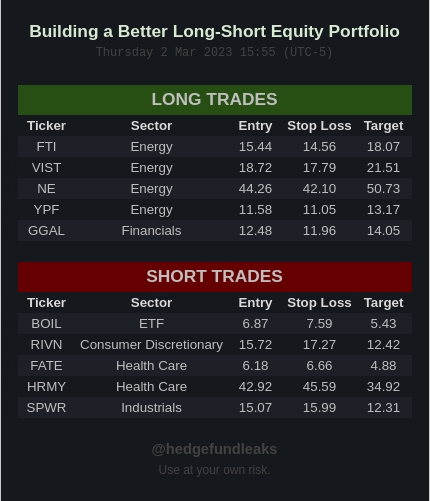 Building a Better Long-Short Equity Portfolio
Thursday 2 Mar 2023 15:55 (UTC-5)
LONG TRADES
Ticker Sector Entry Stop Loss Target
FTI Energy 15.44 14.56 18.07
VIST Energy 18.72 17.79 21.51
NE Energy 44.26 42.10 50.73
YPF Energy 11.58 11.05 13.17
GGAL Financials 12.48 11.96 14.05
SHORT TRADES
Ticker Sector Entry Stop Loss Target
BOIL ETF 6.87 7.59 5.43
RIVN Consumer Discretionary 15.72 17.27 12.42
FATE Health Care 6.18 6.66 4.88
HRMY Health Care 42.92 45.59 34.92
SPWR Industrials 15.07 15.99 12.31
@hedgefundleaks
Use at your own risk.